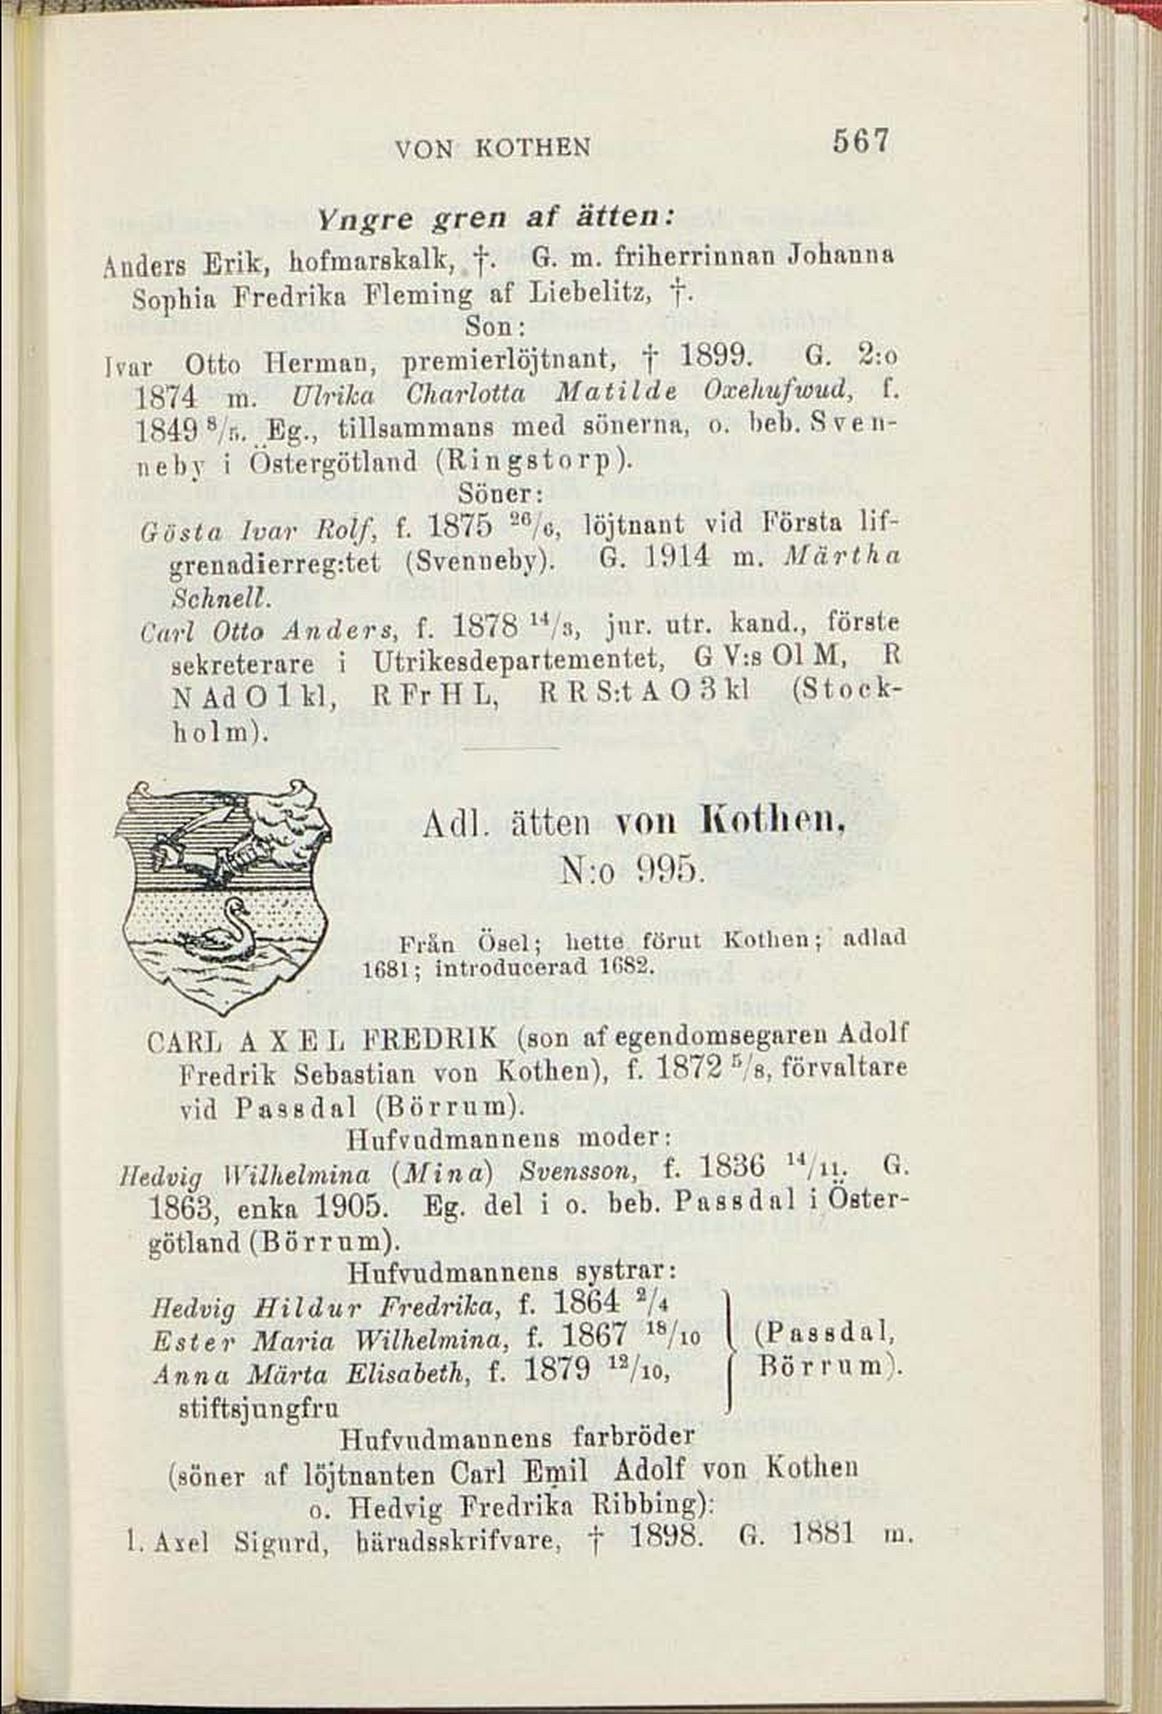 VON KOTHEN 567
Yngre gren af ätten:
Anders Erik, hofmarskalk, †. G. m. friherrinnan Johanna
Sophia Fredrika Fleming af Liebelitz, †.
Son:
Ivar Otto Herman, premierlöjtnant, † 1899. G. 2:o
1874 m. Ulrika Charlotta Matilde Oxehufwud, f.
1849 8/5. Eg., tillsammans med sönerna, o. beb. Sven-
neby i Östergötland (Ringstorp).
Söner:
Gösta Ivar Rolf, f. 1875 26/6, löjtnant vid Första lif-
grenadierreg:tet (Svenneby). G. 1914 m. Märtha
Schnell.
Carl Otto Anders, f. 1878 14/3, jur. utr. kand., förste
sekreterare i Utrikesdepartementet, G V:s Ol M, R
N Ad O 1 kl, R Fr H L, R R S:t A O 3 kl (Stock-
holm).
Adl. ätten von Kothen,
N:o 995.
Från Ösel; hette förut Kothen; adlad
1681; introducerad 1682.
CARL AXEL FREDRIK (son af egendomsegaren Adolf
Fredrik Sebastian von Kothen), f. 1872 5/8, förvaltare
vid Passdal (Börrum).
Hufvudmannens moder:
Hedvig Wilhelmina (Mina) Svensson, f. 1836 14/11. G.
1863, enka 1905. Eg. del i o. beb. Passdal i Öster-
götland (Börrum).
Hufvudmannens systrar:
Hedvig Hildur Fredrika, f. 1864 2/4
Ester Maria Wilhelmina, f. 1867 18/10 (Passdal,
Anna Märta Elisabeth, f. 1879 12/10, Börrum).
stiftsjungfru
Hufvudmannens farbröder
(söner af löjtnanten Carl Emil Adolf von Kothen
o. Hedvig Fredrika Ribbing):
1. Axel Sigurd, häradsskrifvare, † 1898. G. 1881 m.